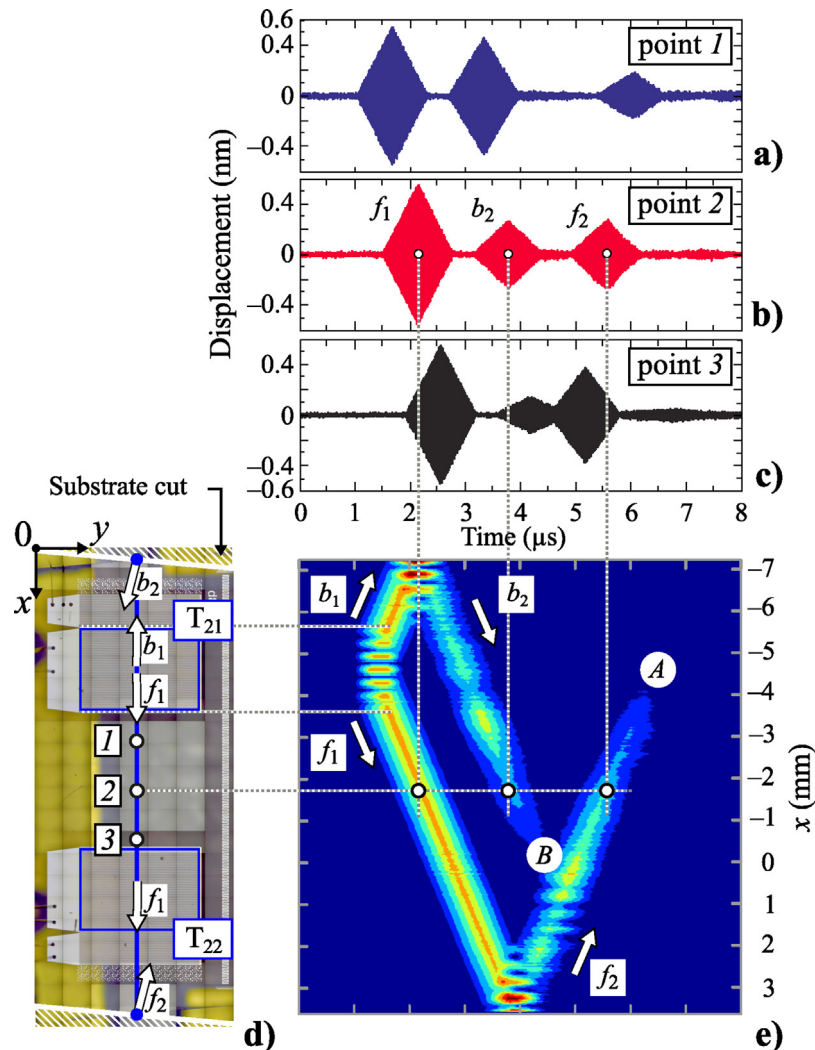 0.6
0.4
0
−0.4
point 1
a)
Displacement (nm)
0.4
0
−0.4
f1
b2
f2
point 2
b)
0.4
0
−0.4
−0.6
point 3
c)
0 1 2 3 4 5 6 7 8
Time (µs)
Substrate cut
0
y
x
b2
T21
b1
f1
1
2
3
f1
T22
f2
d)
b1
b2
f1
A
B
f2
−7
−6
−5
−4
−3
−2
−1
0
1
2
3
x (mm)
e)